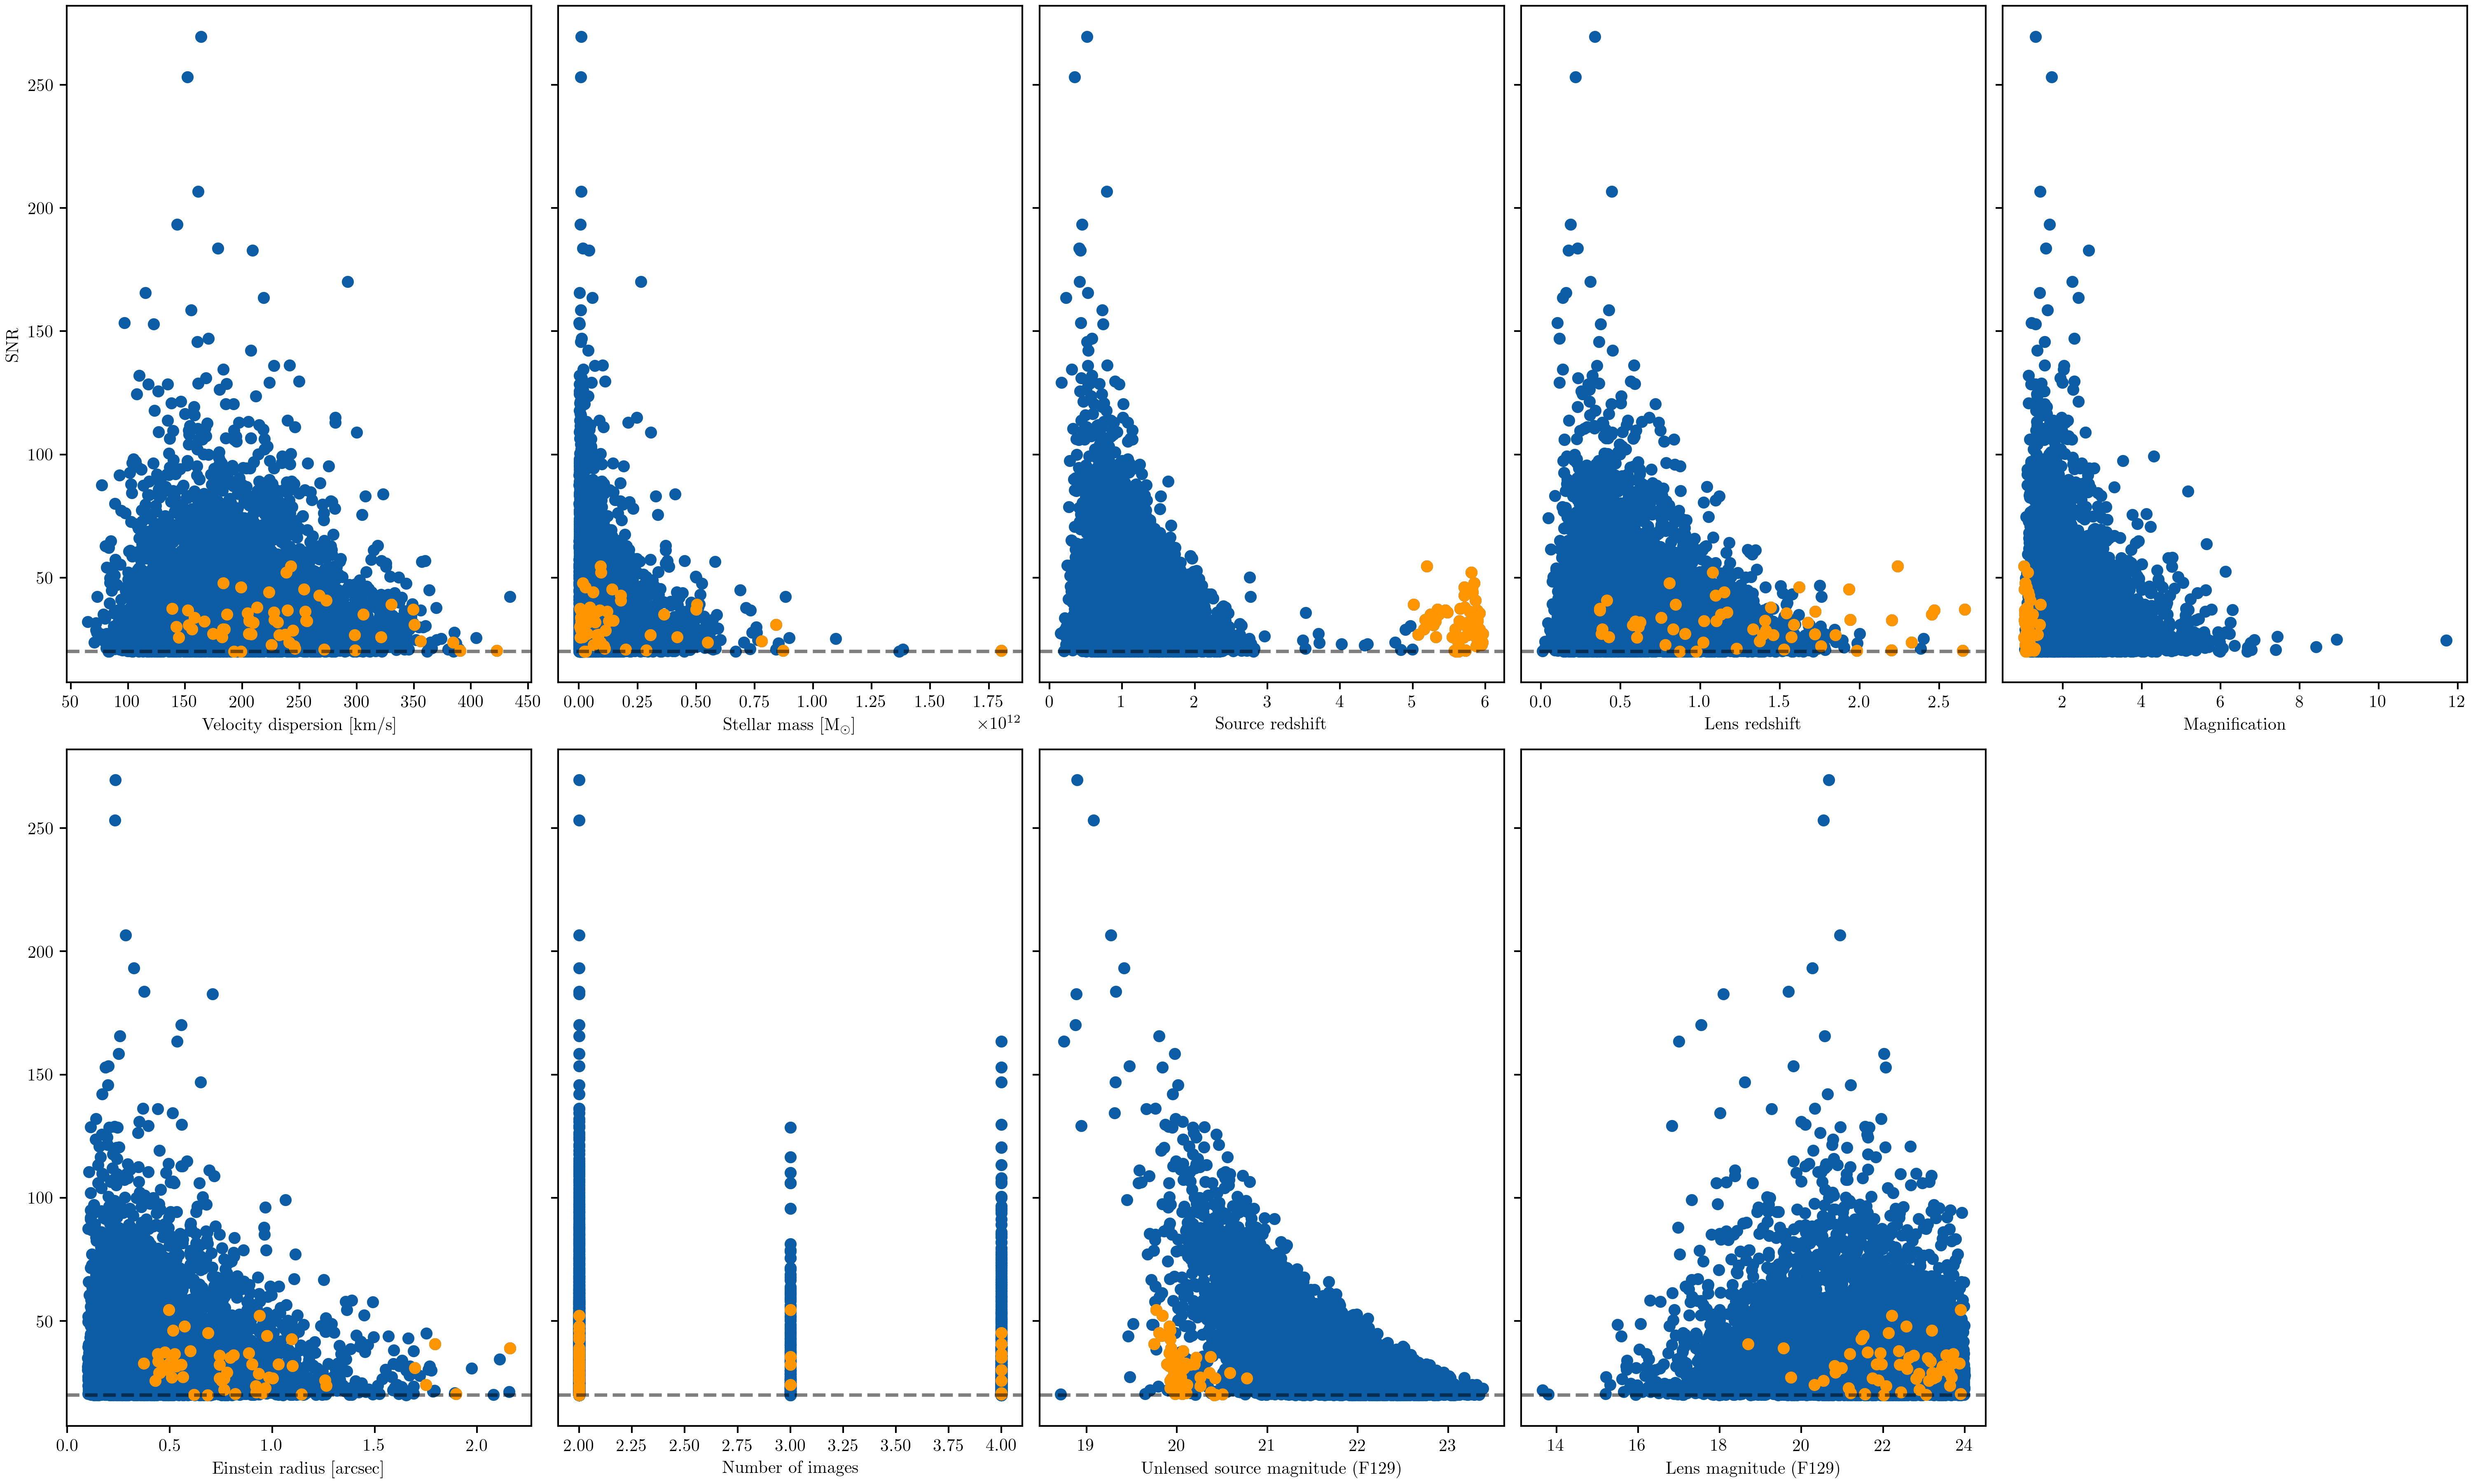 250
200
150
100
50
SNR
50 100 150 200 250 300 350 400 450
0.00 0.25 0.50 0.75 1.00 1.25 1.50 1.75
0 1 2 3 4 5 6
0.0 0.5 1.0 1.5 2.0 2.5
2 4 6 8 10 12
Velocity dispersion [km/s]
Stellar mass [M⊙]
×10¹²
Source redshift
Lens redshift
Magnification
250
200
150
100
50
0.0 0.5 1.0 1.5 2.0
2.00 2.25 2.50 2.75 3.00 3.25 3.50 3.75 4.00
19 20 21 22 23
14 16 18 20 22 24
Einstein radius [arcsec]
Number of images
Unlensed source magnitude (F129)
Lens magnitude (F129)